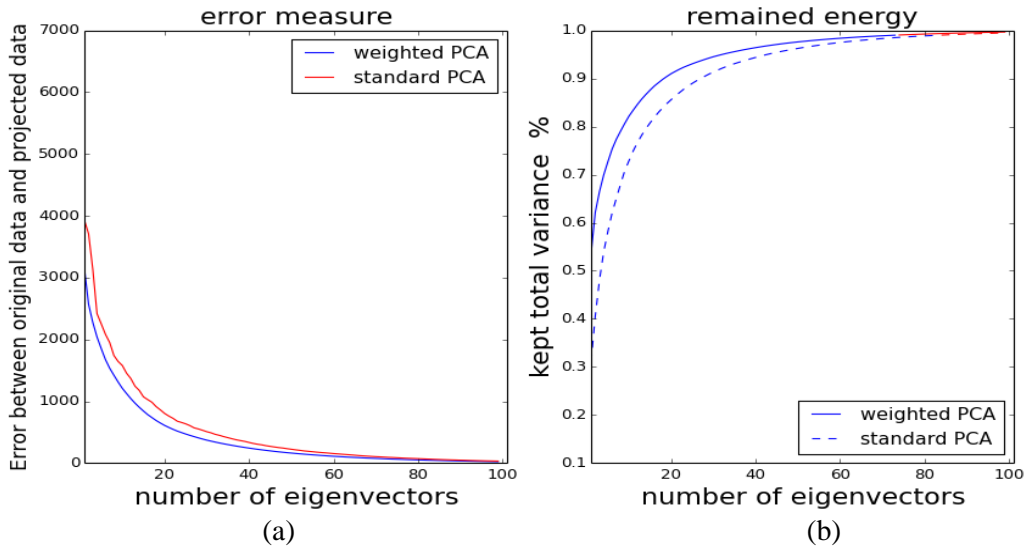 error measure
7000
6000
5000
4000
3000
2000
1000
0
20
40
60
80
100
Error between original data and projected data
number of eigenvectors
weighted PCA
standard PCA
(a)
remained energy
1.0
0.9
0.8
0.7
0.6
0.5
0.4
0.3
0.2
0.1
20
40
60
80
100
kept total variance %
number of eigenvectors
weighted PCA
standard PCA
(b)